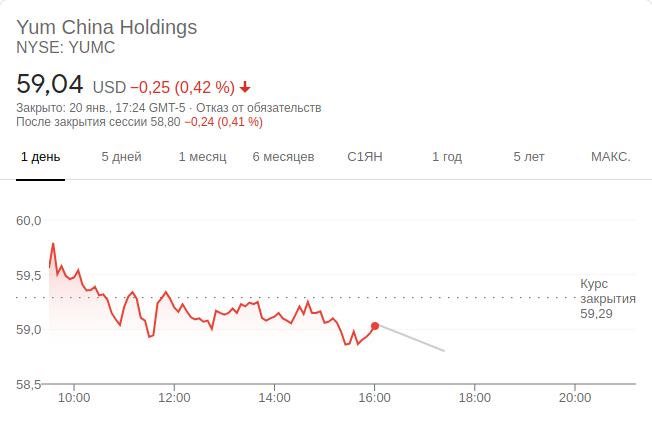 Yum China Holdings
NYSE: YUMC
59,04 USD −0,25 (0,42 %)
Закрыто: 20 янв., 17:24 GMT-5 · Отказ от обязательств
После закрытия сессии 58,80 −0,24 (0,41 %)
1 день 5 дней 1 месяц 6 месяцев С1ЯН 1 год 5 лет МАКС.
60,0
59,5
Курс
закрытия
59,29
59,0
58,5
10:00 12:00 14:00 16:00 18:00 20:00